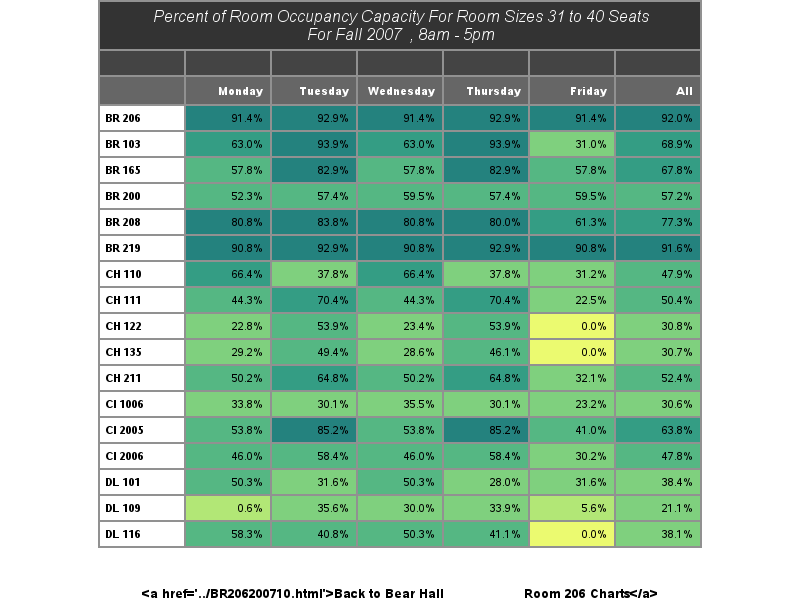 Percent of Room Occupancy Capacity For Room Sizes 31 to 40 Seats
For Fall 2007 , 8am - 5pm
Monday Tuesday Wednesday Thursday Friday All
BR 206 91.4% 92.9% 91.4% 92.9% 91.4% 92.0%
BR 103 63.0% 93.9% 63.0% 93.9% 31.0% 68.9%
BR 165 57.8% 82.9% 57.8% 82.9% 57.8% 67.8%
BR 200 52.3% 57.4% 59.5% 57.4% 59.5% 57.2%
BR 208 80.8% 83.8% 80.8% 80.0% 61.3% 77.3%
BR 219 90.8% 92.9% 90.8% 92.9% 90.8% 91.6%
CH 110 66.4% 37.8% 66.4% 37.8% 31.2% 47.9%
CH 111 44.3% 70.4% 44.3% 70.4% 22.5% 50.4%
CH 122 22.8% 53.9% 23.4% 53.9% 0.0% 30.8%
CH 135 29.2% 49.4% 28.6% 46.1% 0.0% 30.7%
CH 211 50.2% 64.8% 50.2% 64.8% 32.1% 52.4%
CI 1006 33.8% 30.1% 35.5% 30.1% 23.2% 30.6%
CI 2005 53.8% 85.2% 53.8% 85.2% 41.0% 63.8%
CI 2006 46.0% 58.4% 46.0% 58.4% 30.2% 47.8%
DL 101 50.3% 31.6% 50.3% 28.0% 31.6% 38.4%
DL 109 0.6% 35.6% 30.0% 33.9% 5.6% 21.1%
DL 116 58.3% 40.8% 50.3% 41.1% 0.0% 38.1%
<a href='../BR206200710.html'>Back to Bear Hall Room 206 Charts</a>